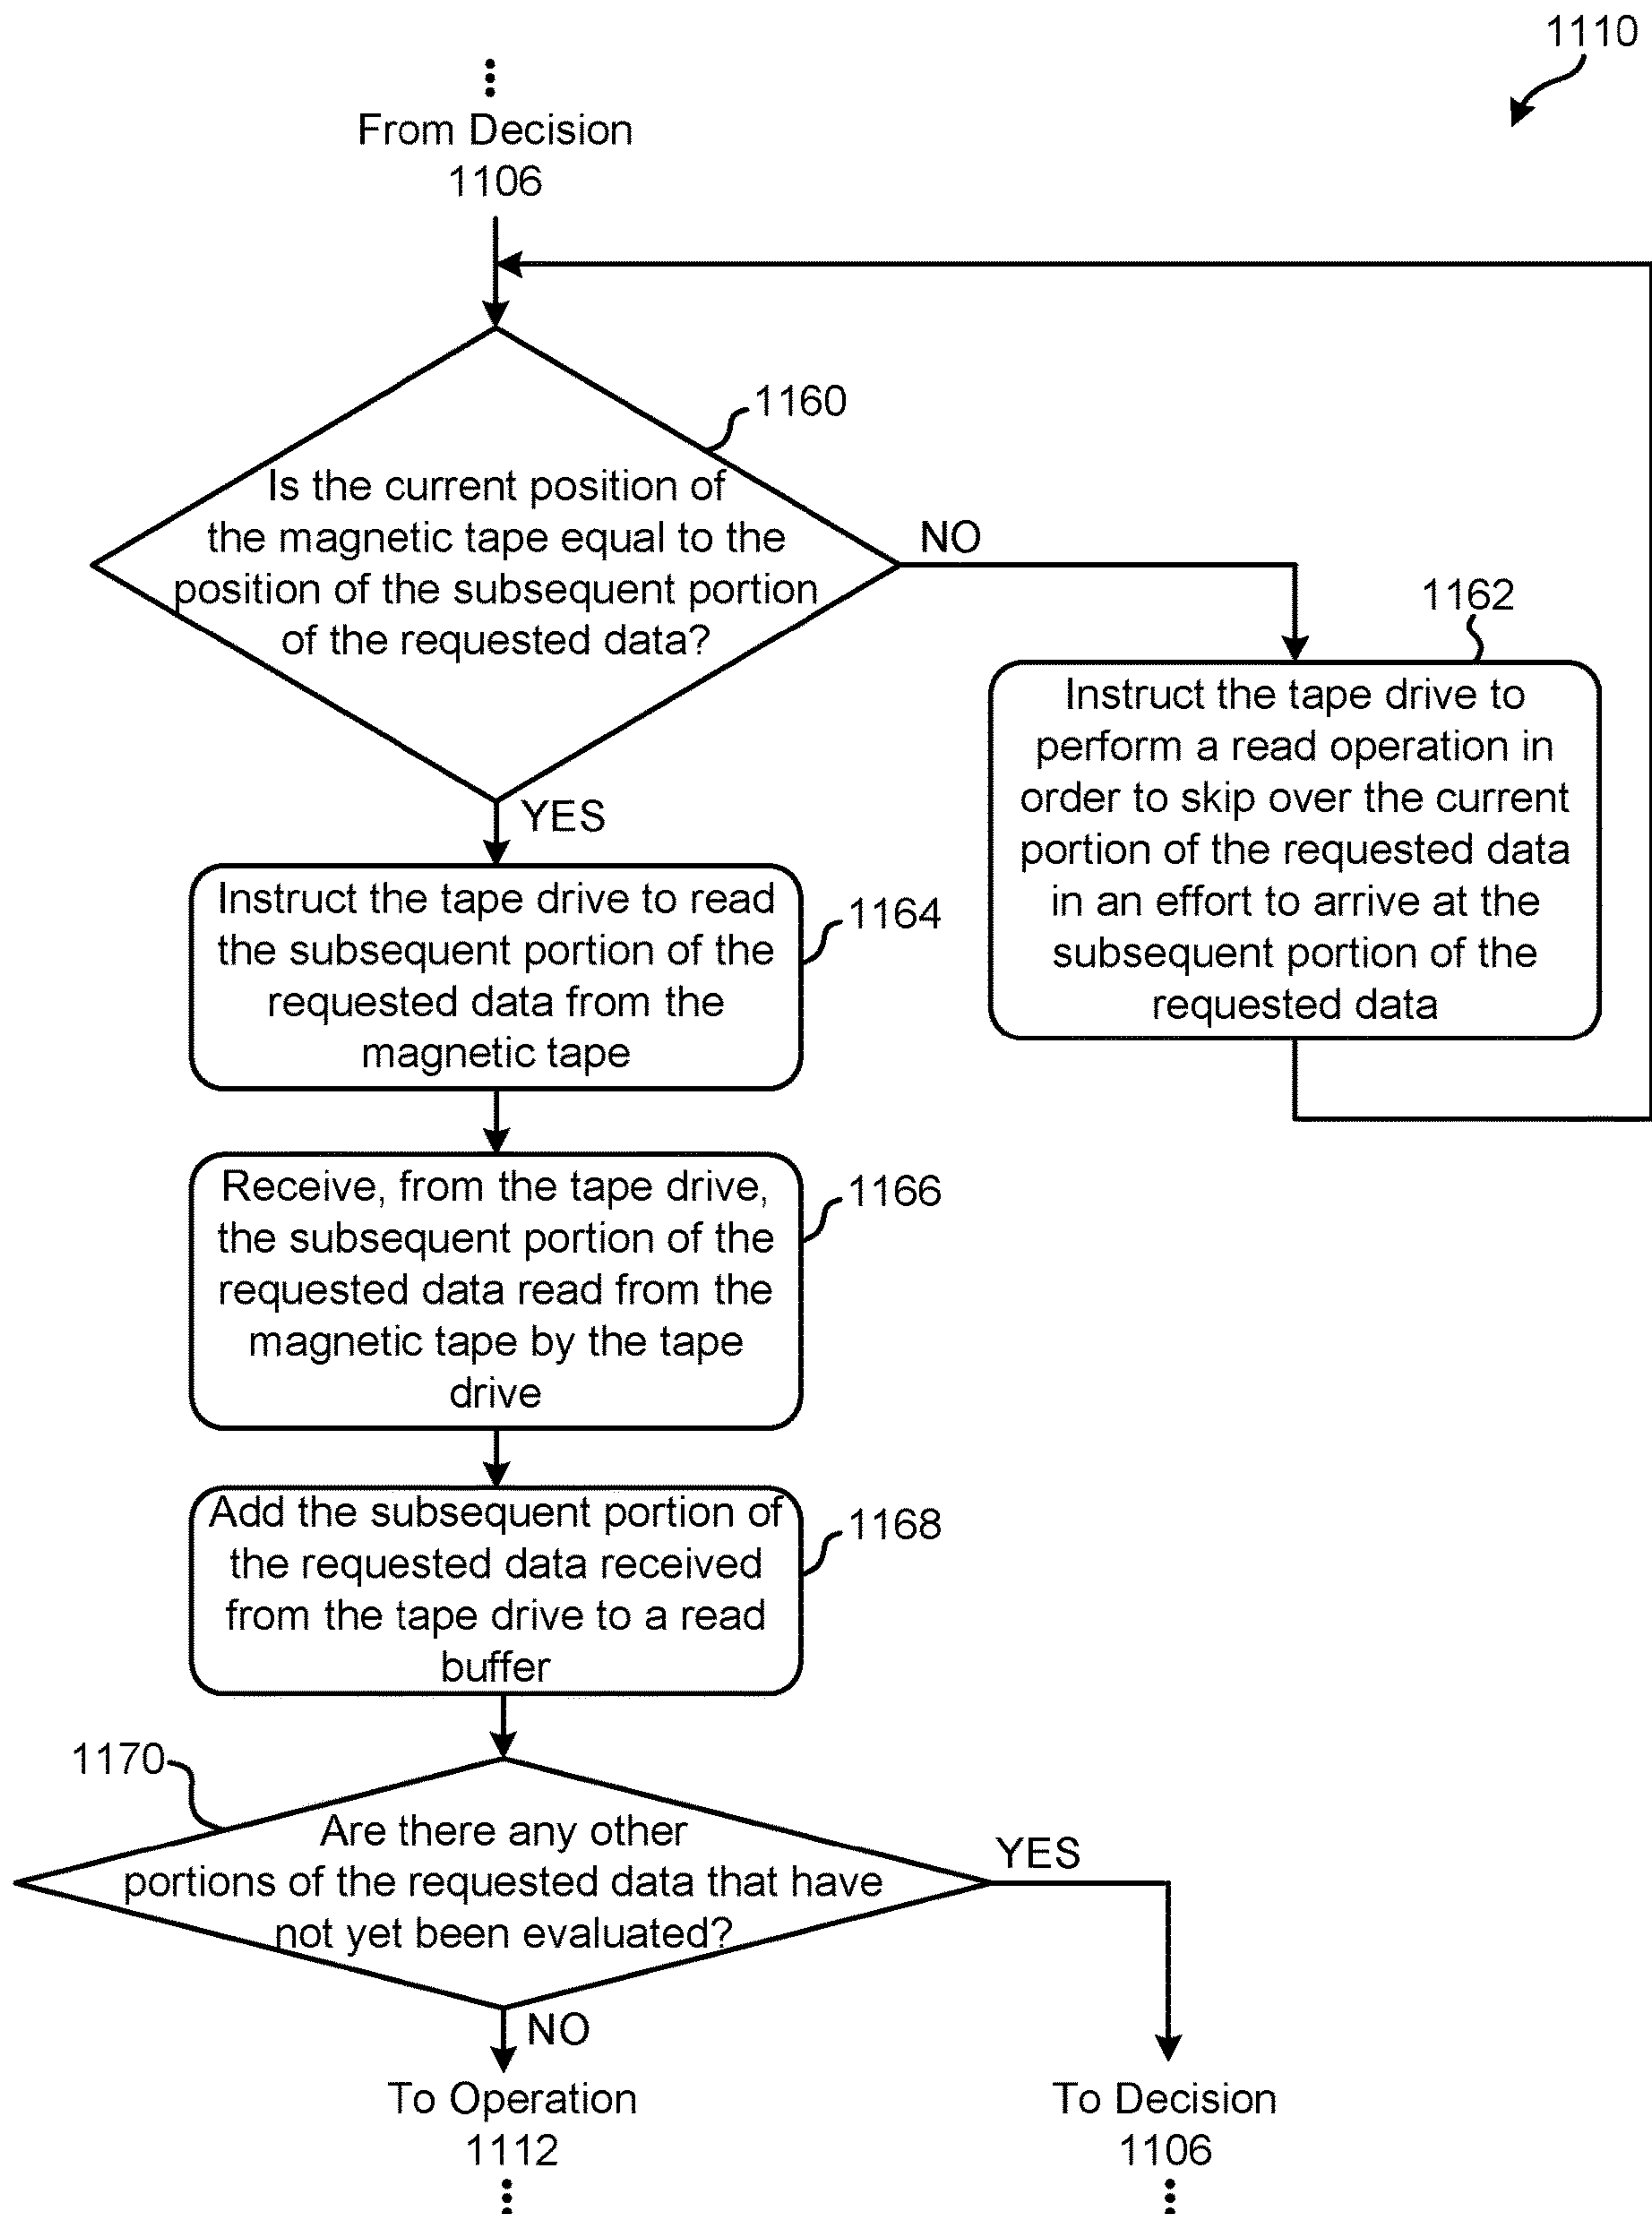 1110
From Decision
1106
1160
Is the current position of
the magnetic tape equal to the
position of the subsequent portion
of the requested data?
NO
YES
1162
Instruct the tape drive to
perform a read operation in
order to skip over the current
portion of the requested data
in an effort to arrive at the
subsequent portion of the
requested data
Instruct the tape drive to read
the subsequent portion of the
requested data from the
magnetic tape
1164
Receive, from the tape drive,
the subsequent portion of the
requested data read from the
magnetic tape by the tape
drive
1166
Add the subsequent portion of
the requested data received
from the tape drive to a read
buffer
1168
1170
Are there any other
portions of the requested data that have
not yet been evaluated?
YES
NO
To Operation
1112
To Decision
1106